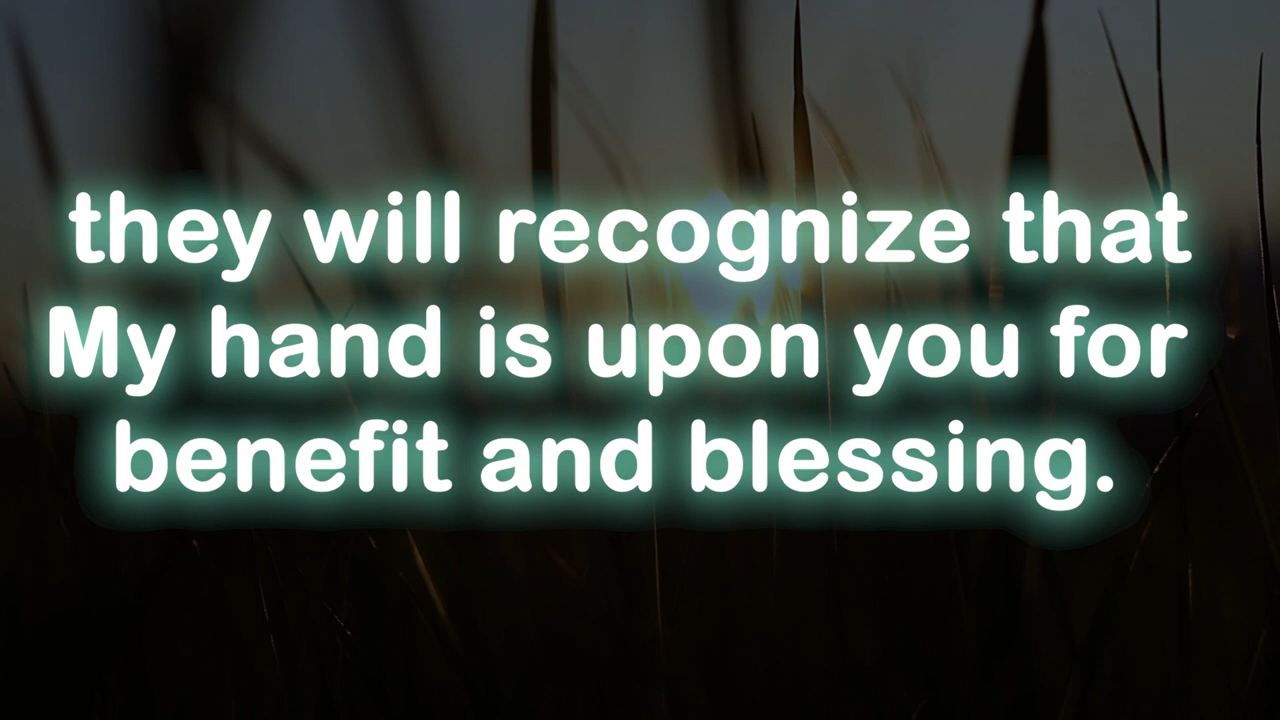 they will recognize that
My hand is upon you for
benefit and blessing.